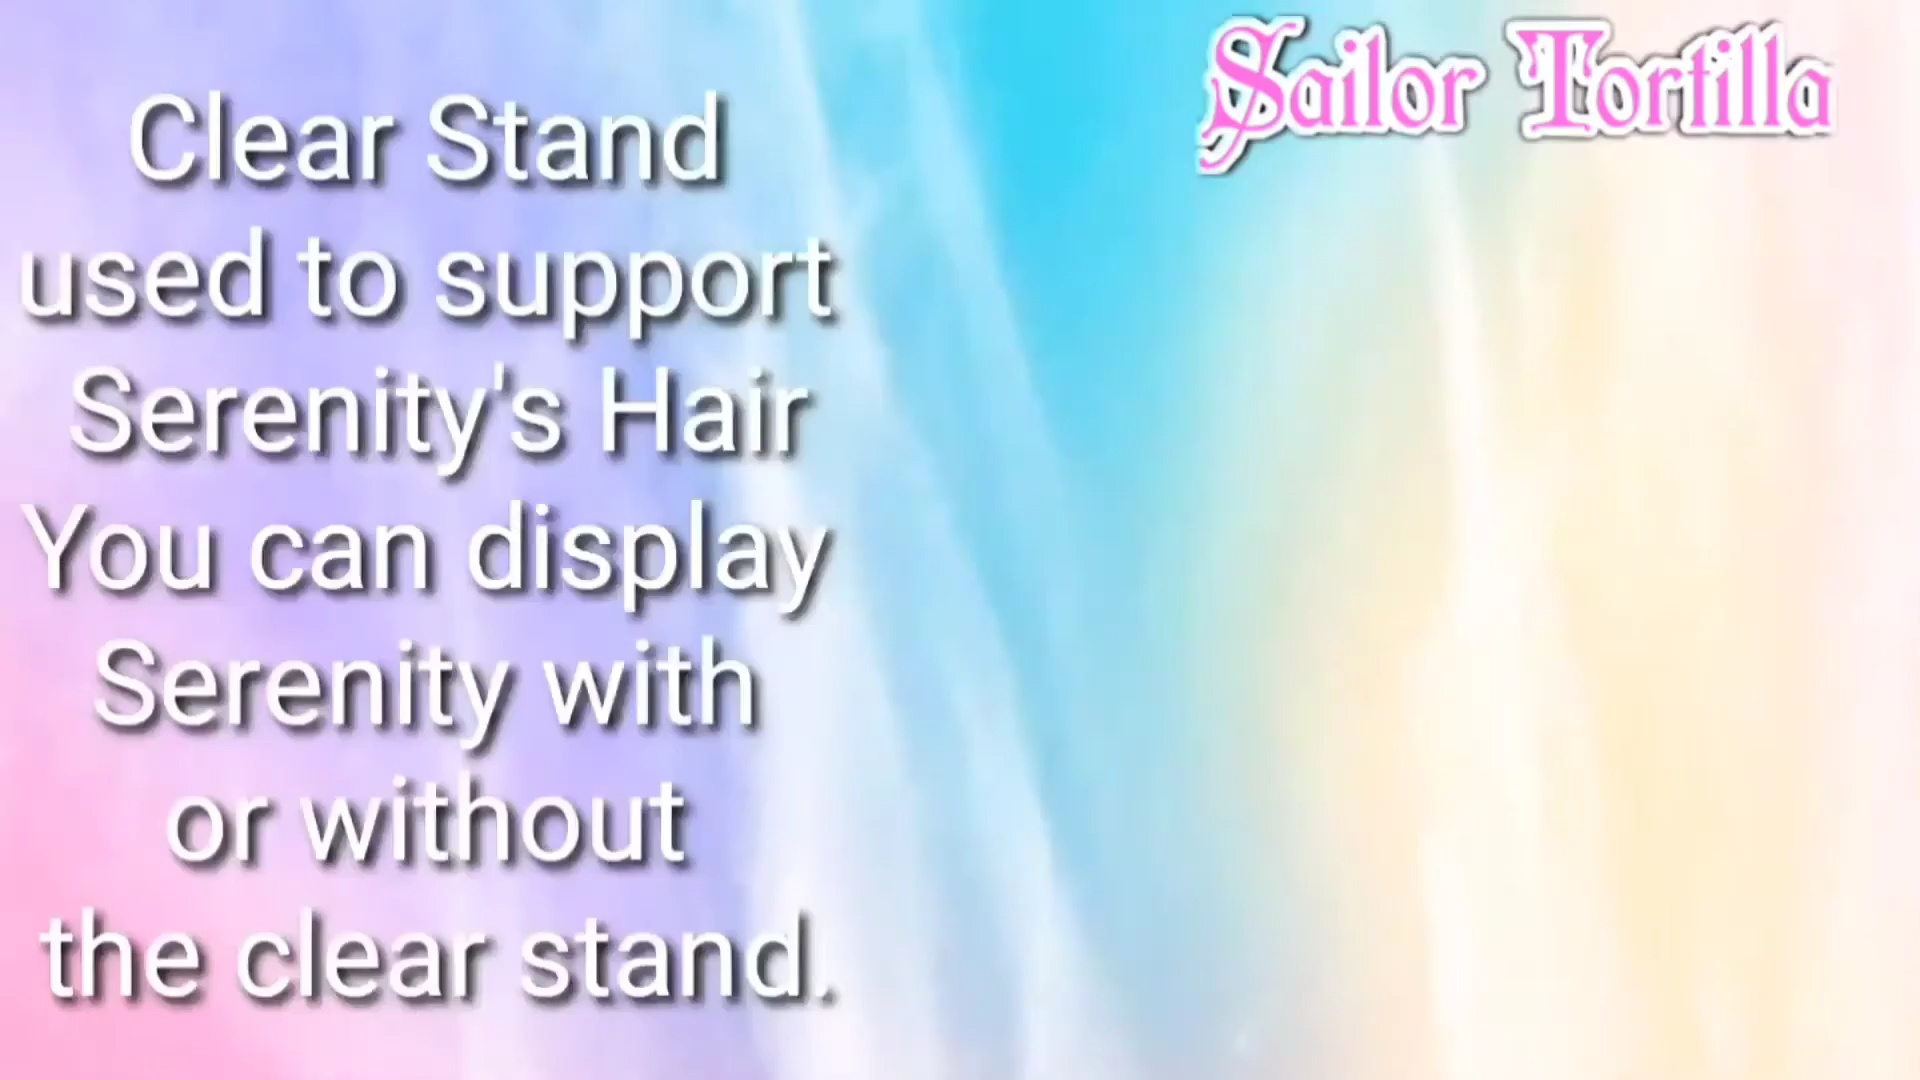 Sailor Tortilla
Clear Stand
used to support
Serenity's Hair
You can display
Serenity with
or without
the clear stand.